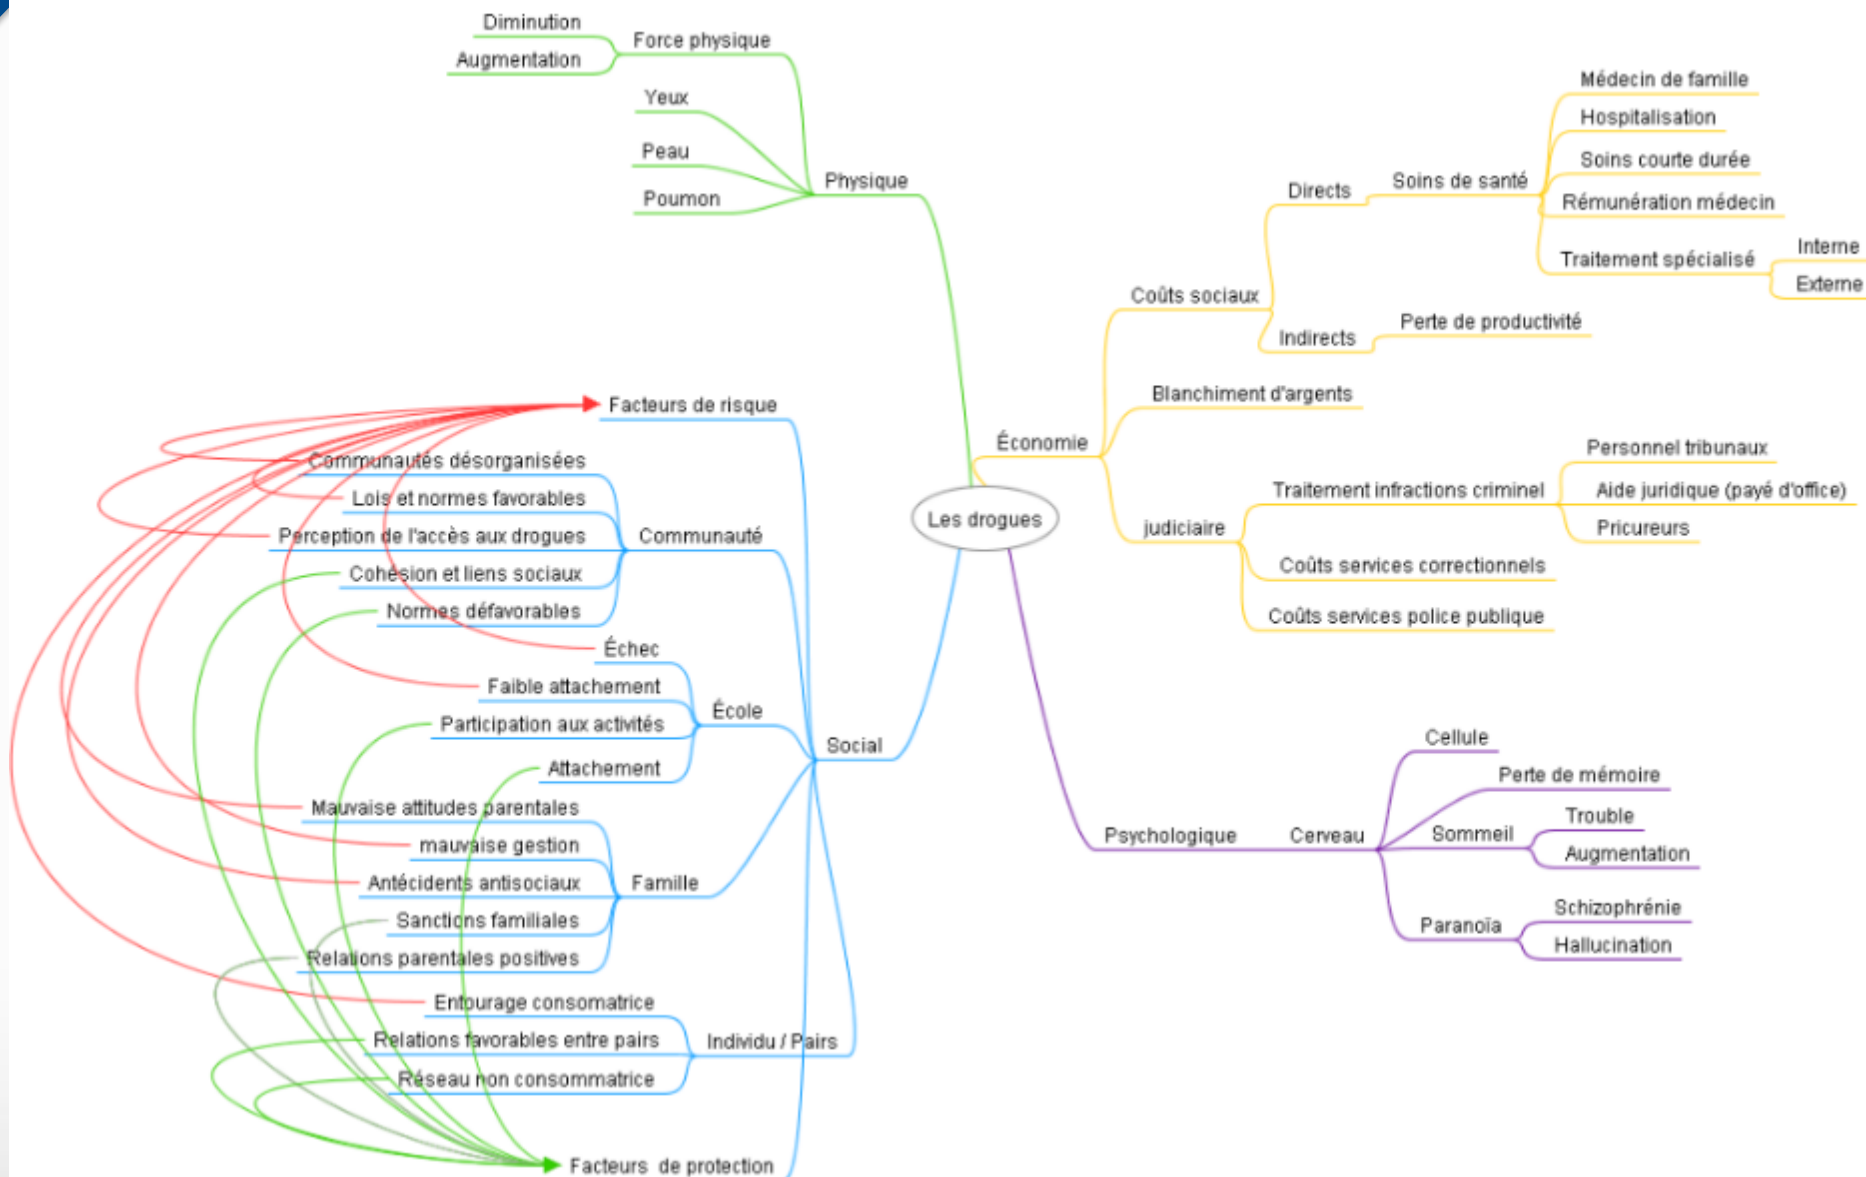 Les drogues
Physique
Force physique
Diminution
Augmentation
Yeux
Peau
Poumon
Économie
Coûts sociaux
Directs
Soins de santé
Médecin de famille
Hospitalisation
Soins courte durée
Rémunération médecin
Traitement spécialisé
Interne
Externe
Indirects
Perte de productivité
Blanchiment d'argents
judiciaire
Traitement infractions criminel
Personnel tribunaux
Aide juridique (payé d'office)
Pricureurs
Coûts services correctionnels
Coûts services police publique
Social
Facteurs de risque
Communauté
Communautés désorganisées
Lois et normes favorables
Perception de l'accès aux drogues
Cohésion et liens sociaux
Normes défavorables
École
Échec
Faible attachement
Participation aux activités
Attachement
Famille
Mauvaise attitudes parentales
mauvaise gestion
Antécidents antisociaux
Sanctions familiales
Relations parentales positives
Individu / Pairs
Entourage consomatrice
Relations favorables entre pairs
Réseau non consommatrice
Facteurs de protection
Psychologique
Cerveau
Cellule
Perte de mémoire
Sommeil
Trouble
Augmentation
Paranoïa
Schizophrénie
Hallucination